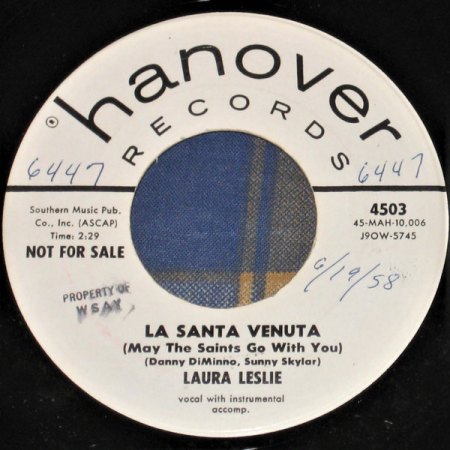 hanover
®
RECORDS
6447
6447
Southern Music Pub.
Co., Inc. (ASCAP)
Time: 2:29
NOT FOR SALE
4503
45-MAH-10,006
J9OW-5745
6/19/58
PROPERTY OF
WSAY
LA SANTA VENUTA
(May The Saints Go With You)
(Danny DiMinno, Sunny Skylar)
LAURA LESLIE
vocal with instrumental
accomp.